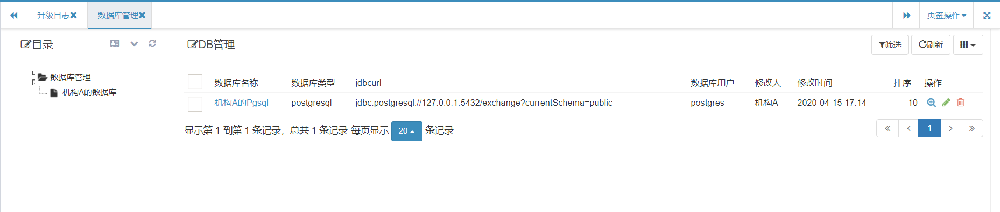 升级日志 数据库管理 页签操作
目录
DB管理 筛选 刷新
数据库管理
机构A的数据库
数据库名称 数据库类型 jdbcurl 数据库用户 修改人 修改时间 排序 操作
机构A的Pgsql postgresql jdbc:postgresql://127.0.0.1:5432/exchange?currentSchema=public postgres 机构A 2020-04-15 17:14 10
显示第 1 到第 1 条记录，总共 1 条记录 每页显示 20 条记录 « ‹ 1 › »